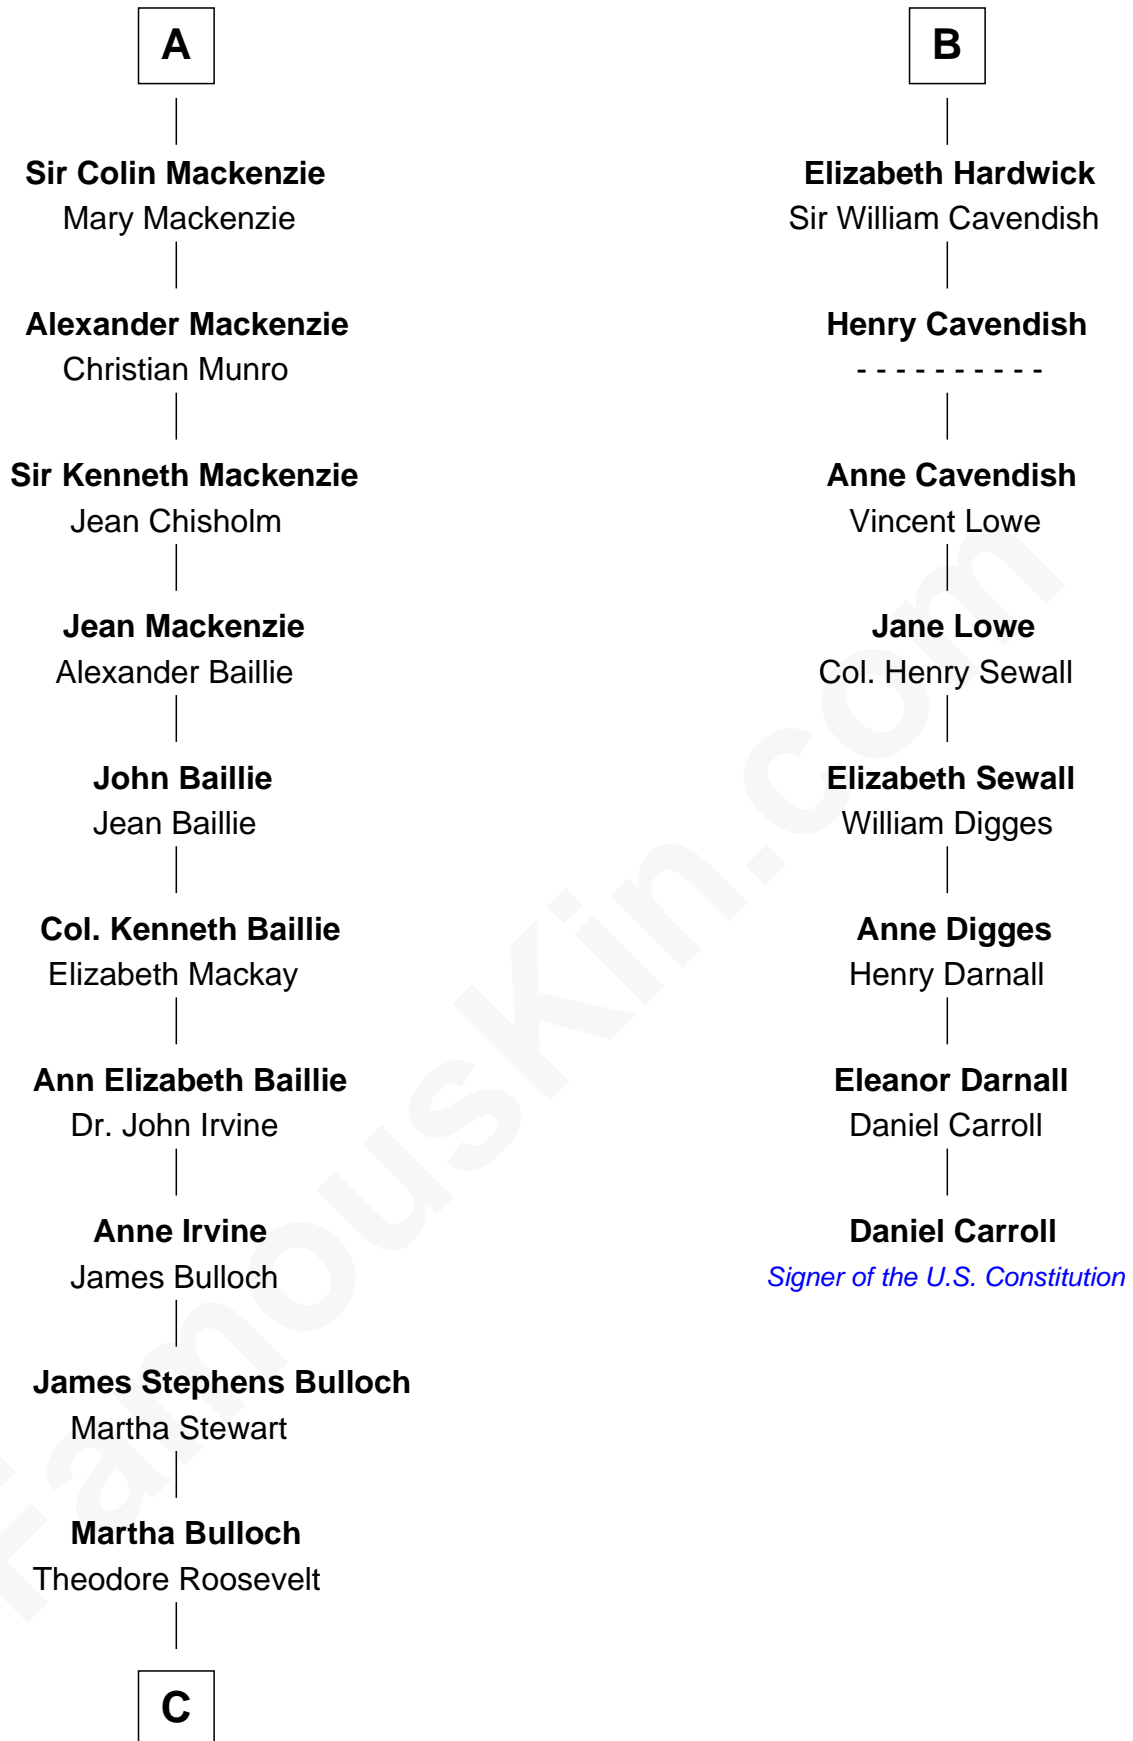 A
Sir Colin Mackenzie
Mary Mackenzie
Alexander Mackenzie
Christian Munro
Sir Kenneth Mackenzie
Jean Chisholm
Jean Mackenzie
Alexander Baillie
John Baillie
Jean Baillie
Col. Kenneth Baillie
Elizabeth Mackay
Ann Elizabeth Baillie
Dr. John Irvine
Anne Irvine
James Bulloch
James Stephens Bulloch
Martha Stewart
Martha Bulloch
Theodore Roosevelt
C
B
Elizabeth Hardwick
Sir William Cavendish
Henry Cavendish
- - - - - - - - - -
Anne Cavendish
Vincent Lowe
Jane Lowe
Col. Henry Sewall
Elizabeth Sewall
William Digges
Anne Digges
Henry Darnall
Eleanor Darnall
Daniel Carroll
Daniel Carroll
Signer of the U.S. Constitution
FamousKin.com